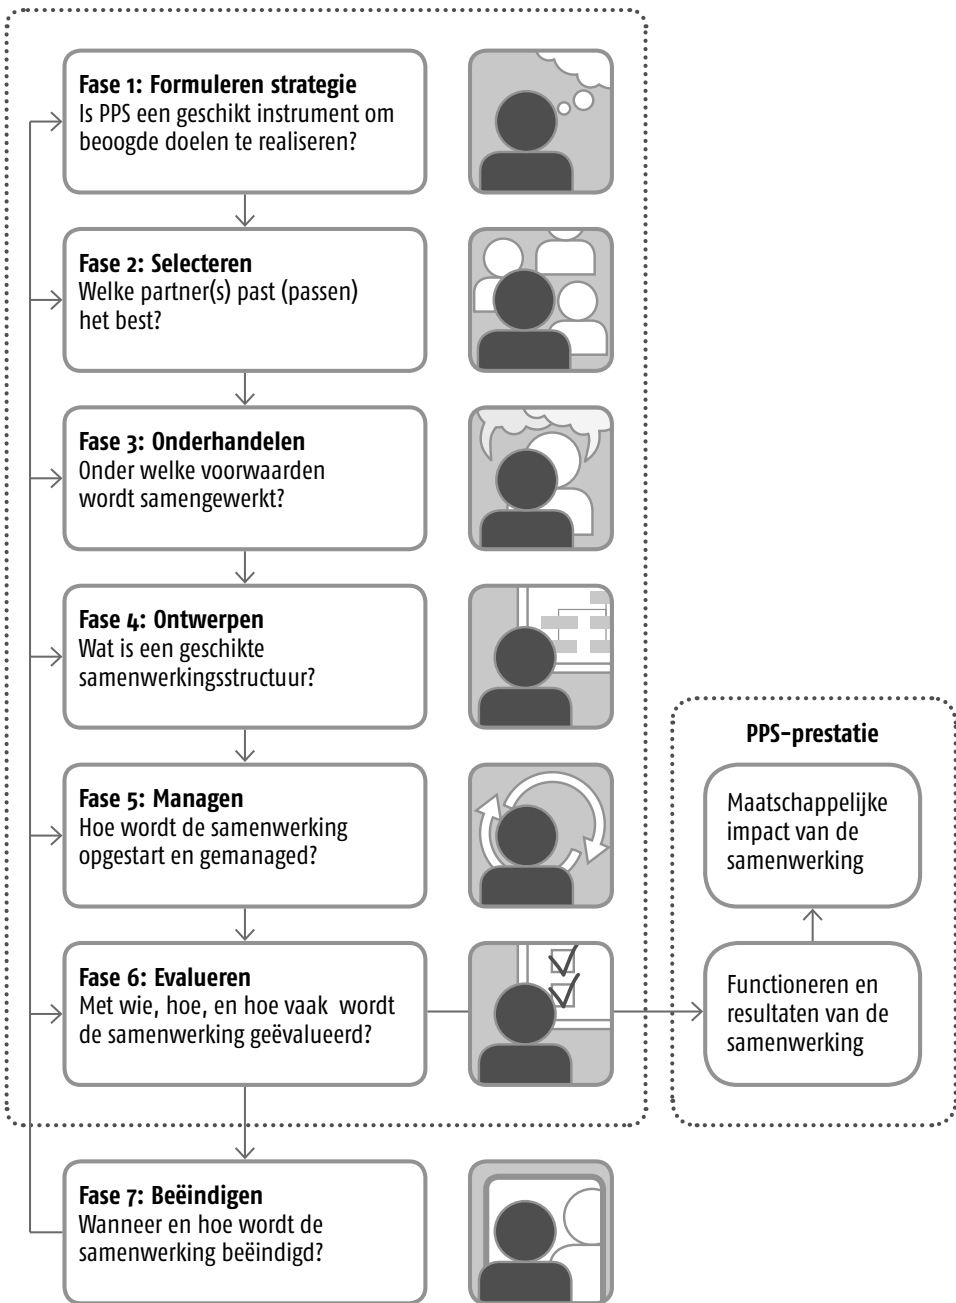 Fase 1: Formuleren strategie
Is PPS een geschikt instrument om
beoogde doelen te realiseren?
Fase 2: Selecteren
Welke partner(s) past (passen)
het best?
Fase 3: Onderhandelen
Onder welke voorwaarden
wordt samengewerkt?
Fase 4: Ontwerpen
Wat is een geschikte
samenwerkingsstructuur?
Fase 5: Managen
Hoe wordt de samenwerking
opgestart en gemanaged?
Fase 6: Evalueren
Met wie, hoe, en hoe vaak wordt
de samenwerking geëvalueerd?
Fase 7: Beëindigen
Wanneer en hoe wordt de
samenwerking beëindigd?
PPS-prestatie
Maatschappelijke
impact van de
samenwerking
Functioneren en
resultaten van de
samenwerking